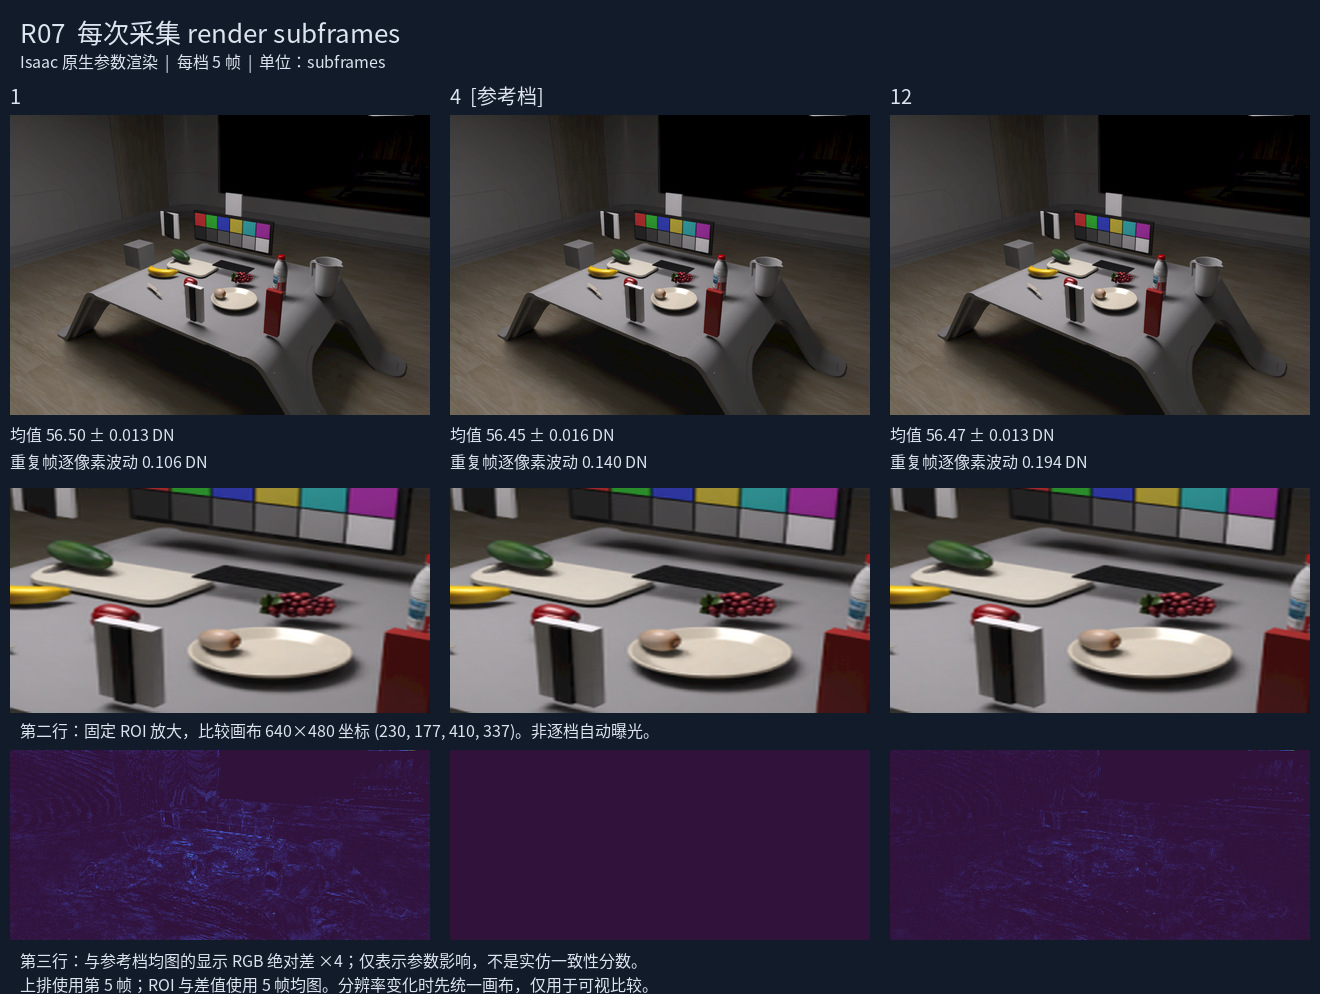 R07 每次采集 render subframes
Isaac 原生参数渲染 | 每档 5 帧 | 单位：subframes
1
4 [参考档]
12
均值 56.50 ± 0.013 DN
重复帧逐像素波动 0.106 DN
均值 56.45 ± 0.016 DN
重复帧逐像素波动 0.140 DN
均值 56.47 ± 0.013 DN
重复帧逐像素波动 0.194 DN
第二行：固定 ROI 放大，比较画布 640×480 坐标 (230, 177, 410, 337)。非逐档自动曝光。
第三行：与参考档均图的显示 RGB 绝对差 ×4；仅表示参数影响，不是实仿一致性分数。
上排使用第 5 帧；ROI 与差值使用 5 帧均图。分辨率变化时先统一画布，仅用于可视比较。